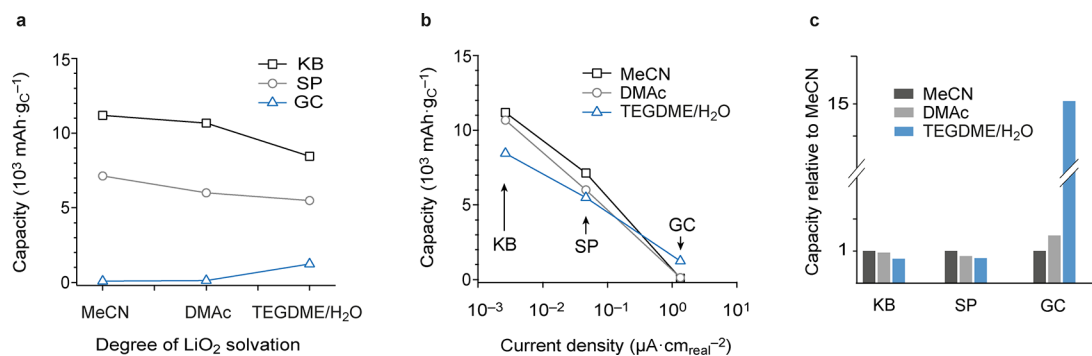 a
Capacity (10³ mAh·g_C⁻¹)
15
10
5
0
KB
SP
GC
MeCN
DMAc
TEGDME/H₂O
Degree of LiO₂ solvation
b
Capacity (10³ mAh·g_C⁻¹)
15
10
5
0
MeCN
DMAc
TEGDME/H₂O
KB
SP
GC
10⁻³
10⁻²
10⁻¹
10⁰
10¹
Current density (µA·cm_real⁻²)
c
Capacity relative to MeCN
15
1
MeCN
DMAc
TEGDME/H₂O
KB
SP
GC